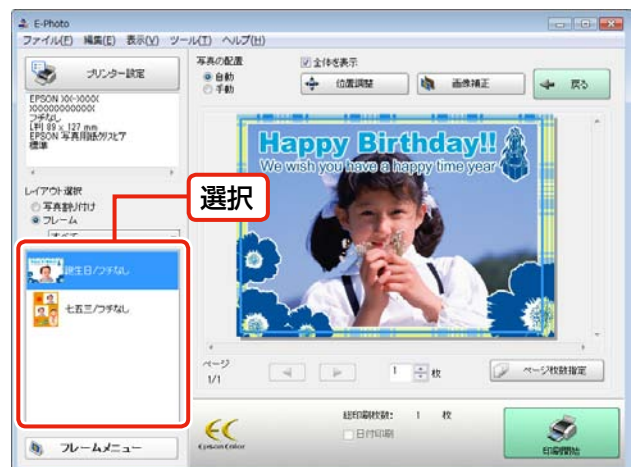 E-Photo
ファイル(F) 編集(E) 表示(V) ツール(T) ヘルプ(H)
プリンター設定
EPSON XX-XXXX
XXXXXXXXXXXX
フチなし
L判 89 x 127 mm
EPSON 写真用紙クリスピア
標準
レイアウト選択
写真割り付け
フレーム
すべて
誕生日/フチなし
七五三/フチなし
フレームメニュー
選択
写真の配置
自動
手動
全体を表示
位置調整
画像補正
戻る
Happy Birthday!!
We wish you have a happy time year
ページ
1/1
1 枚
ページ枚数指定
EC
Epson Color
総印刷枚数: 1 枚
日付印刷
印刷開始